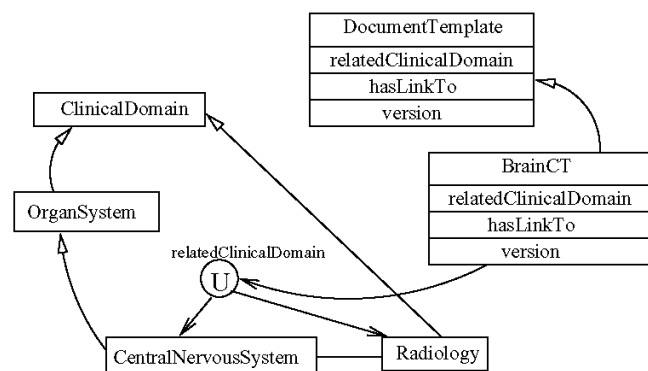 DocumentTemplate
relatedClinicalDomain
hasLinkTo
version
ClinicalDomain
BrainCT
relatedClinicalDomain
hasLinkTo
version
OrganSystem
relatedClinicalDomain
U
CentralNervousSystem
Radiology